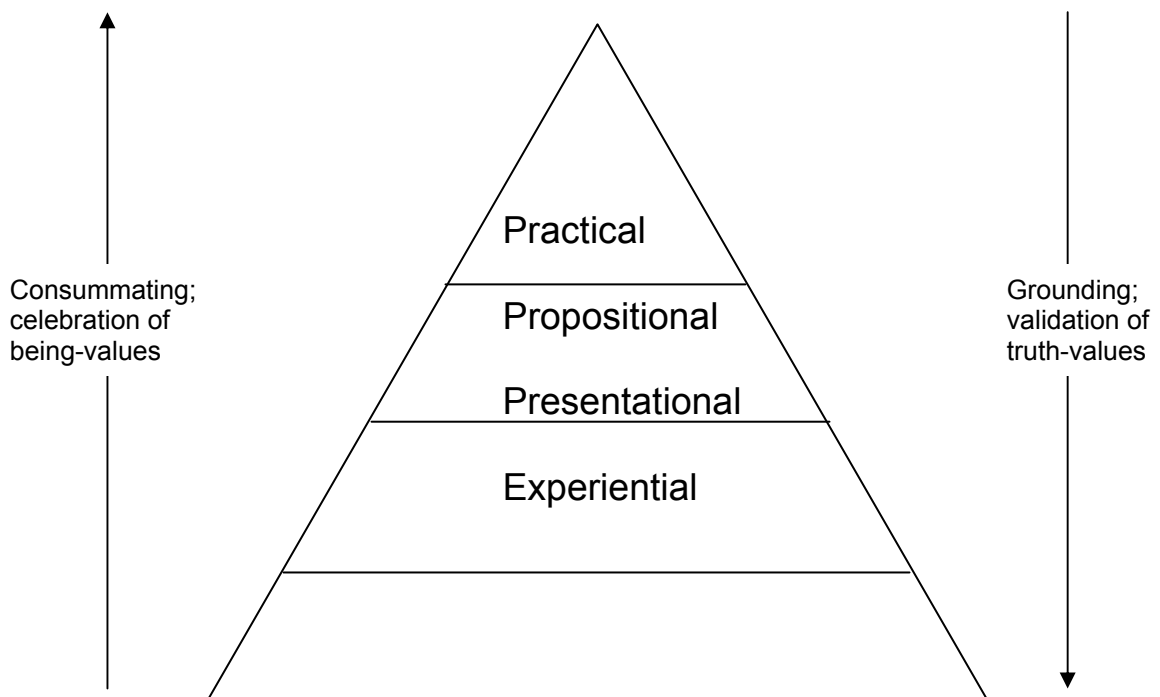 Practical
Consummating;
celebration of
being-values
Propositional
Presentational
Experiential
Grounding;
validation of
truth-values